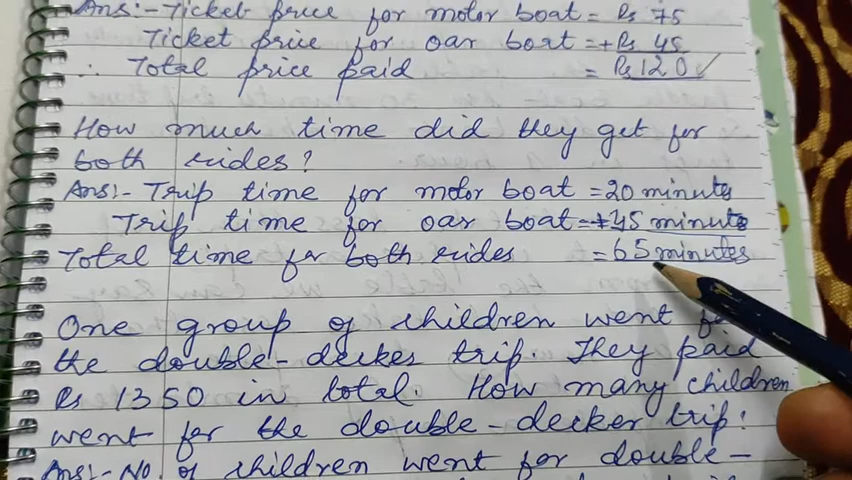 Ans:- Ticket price for motor boat = Rs 75
Ticket price for oar boat = + Rs 45
∴ Total price paid = Rs 120 ✓
How much time did they get for
both rides?
Ans:- Trip time for motor boat = 20 minute
Trip time for oar boat = + 45 minute
Total time for both rides = 65 minutes
One group of children went fo
the double-decker trip. They paid
Rs 1350 in total. How many children
went for the double-decker trip?
Ans:- No. of children went for double-